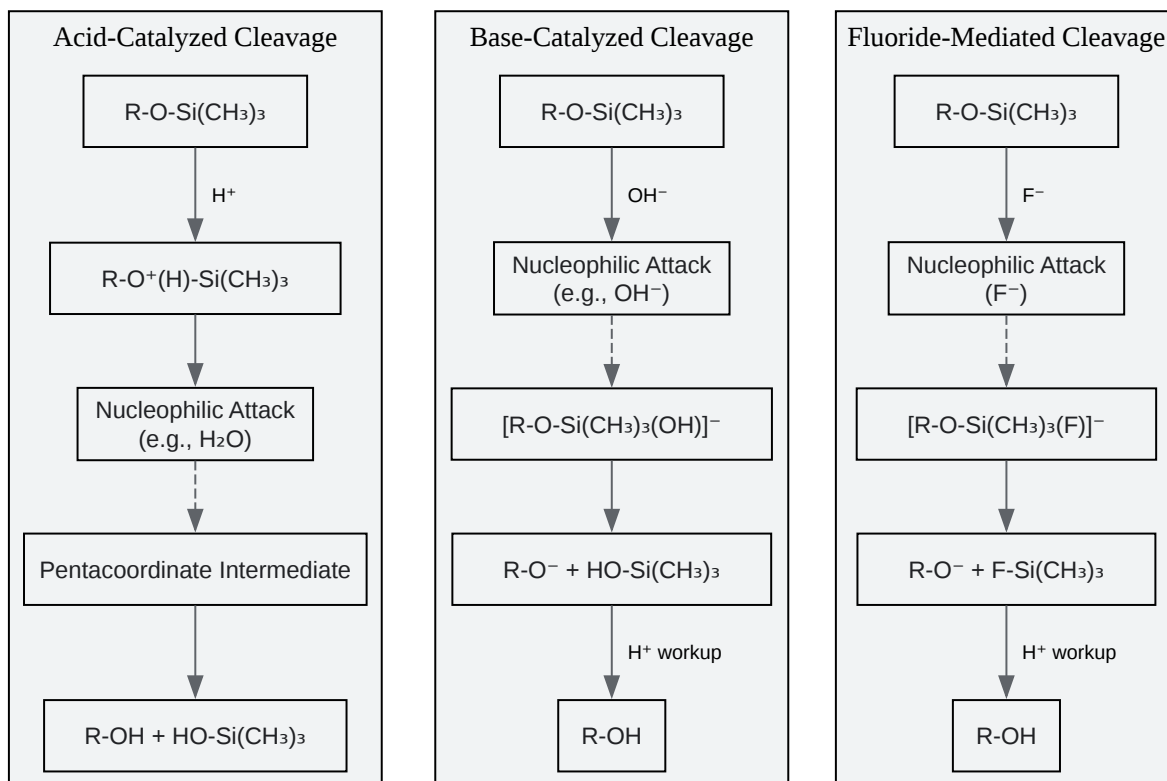 Acid-Catalyzed Cleavage
R-O-Si(CH₃)₃
H⁺
R-O⁺(H)-Si(CH₃)₃
Nucleophilic Attack
(e.g., H₂O)
Pentacoordinate Intermediate
R-OH + HO-Si(CH₃)₃
Base-Catalyzed Cleavage
R-O-Si(CH₃)₃
OH⁻
Nucleophilic Attack
(e.g., OH⁻)
[R-O-Si(CH₃)₃(OH)]⁻
R-O⁻ + HO-Si(CH₃)₃
H⁺ workup
R-OH
Fluoride-Mediated Cleavage
R-O-Si(CH₃)₃
F⁻
Nucleophilic Attack
(F⁻)
[R-O-Si(CH₃)₃(F)]⁻
R-O⁻ + F-Si(CH₃)₃
H⁺ workup
R-OH